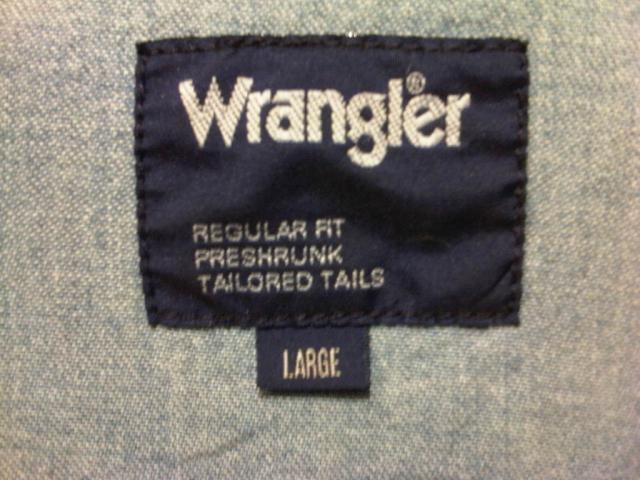 Wrangler®
REGULAR FIT
PRESHRUNK
TAILORED TAILS
LARGE